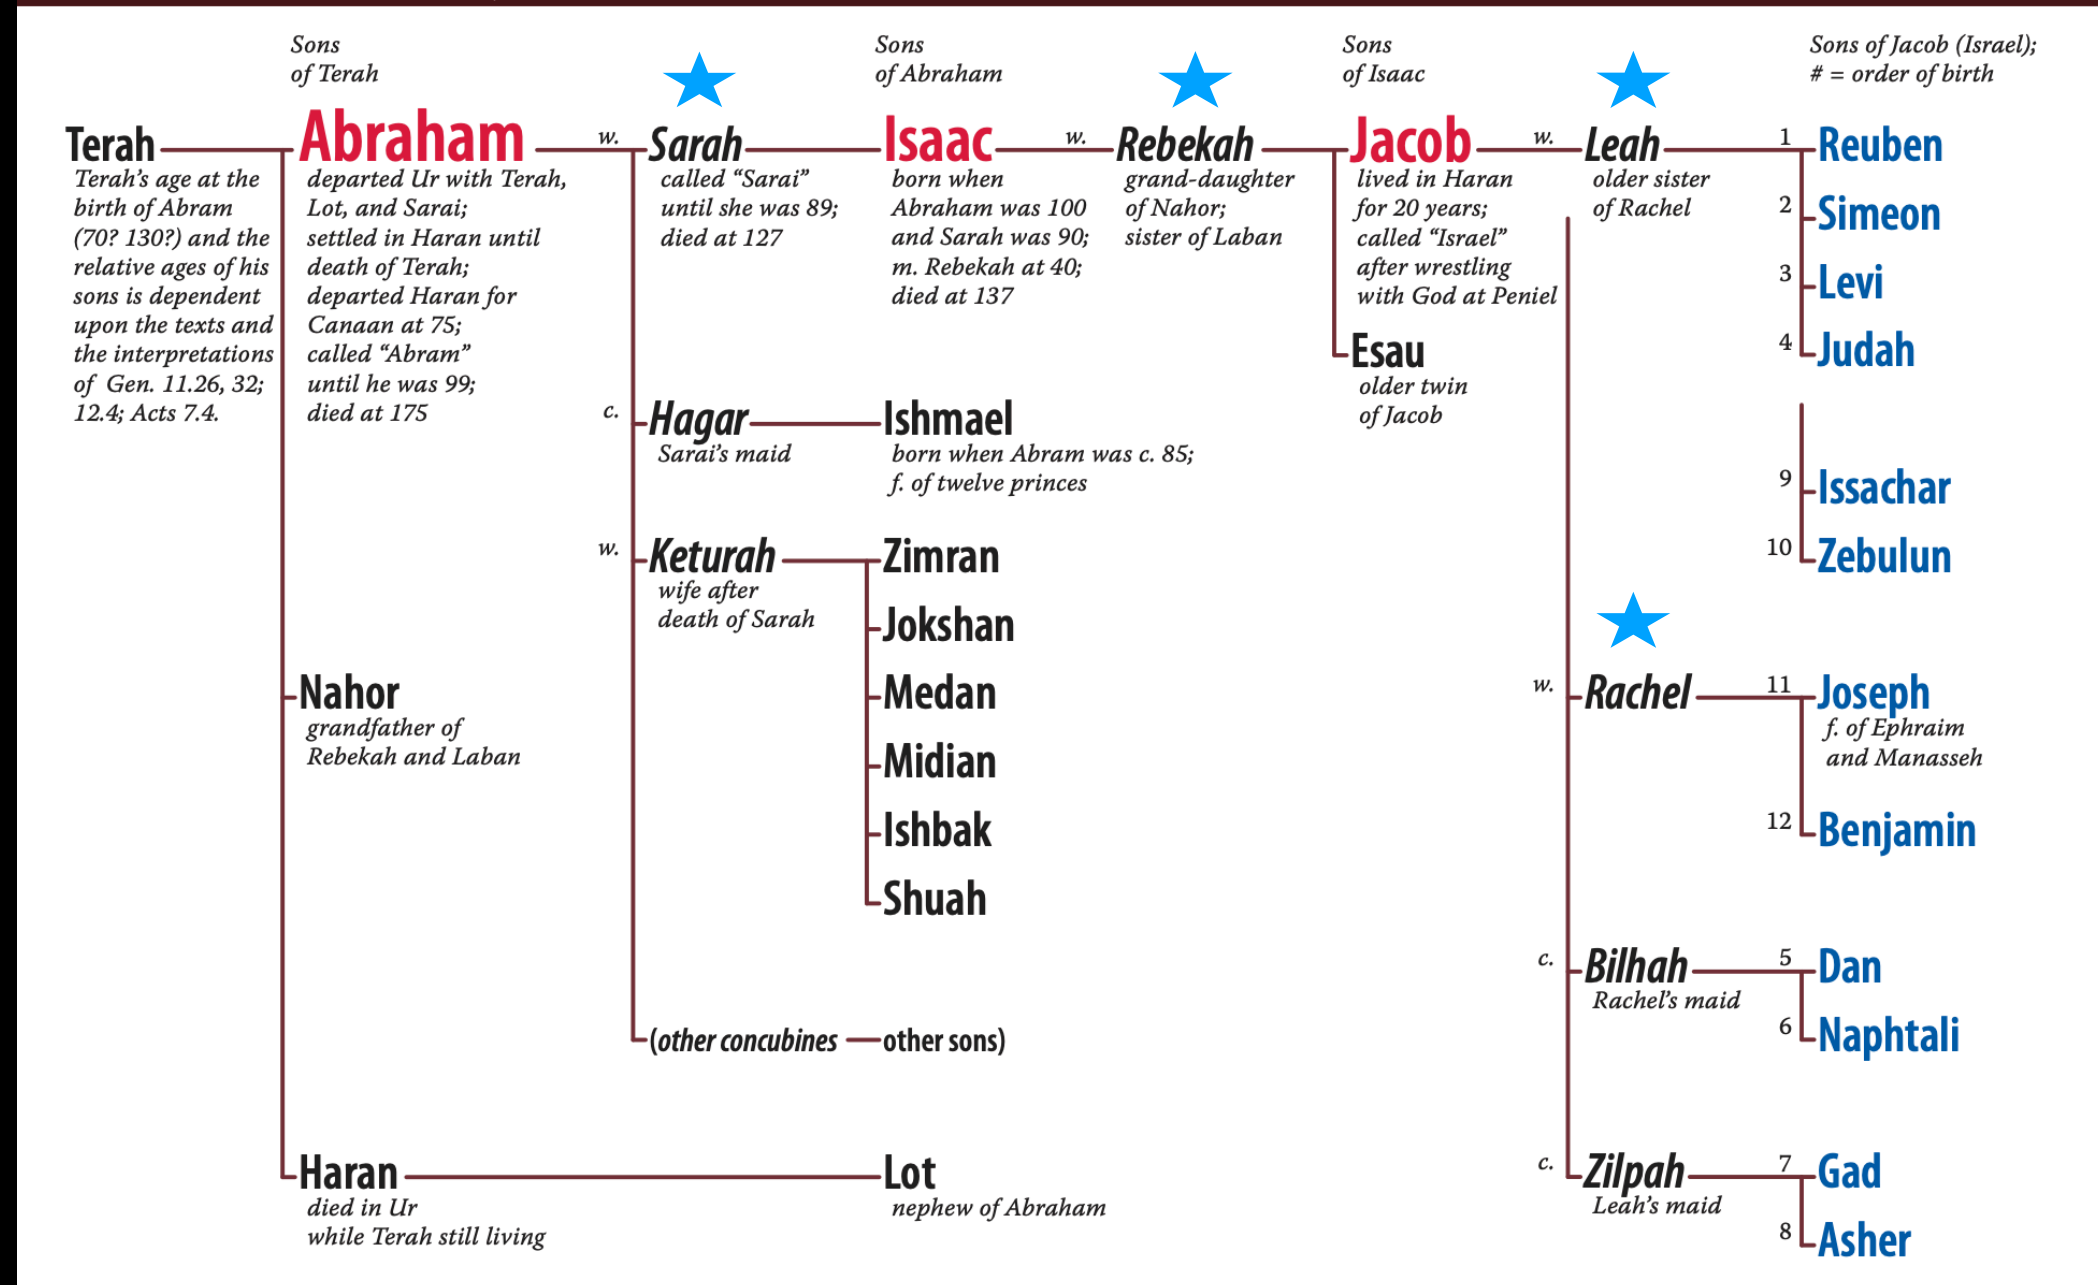 Sons
of Terah
Sons
of Abraham
Sons
of Isaac
Sons of Jacob (Israel);
# = order of birth
Terah
Terah's age at the
birth of Abram
(70? 130?) and the
relative ages of his
sons is dependent
upon the texts and
the interpretations
of Gen. 11.26, 32;
12.4; Acts 7.4.
Abraham
departed Ur with Terah,
Lot, and Sarai;
settled in Haran until
death of Terah;
departed Haran for
Canaan at 75;
called “Abram”
until he was 99;
died at 175
w. Sarah
called “Sarai”
until she was 89;
died at 127
Isaac
born when
Abraham was 100
and Sarah was 90;
m. Rebekah at 40;
died at 137
w. Rebekah
grand-daughter
of Nahor;
sister of Laban
Jacob
lived in Haran
for 20 years;
called “Israel”
after wrestling
with God at Peniel
Esau
older twin
of Jacob
w. Leah
older sister
of Rachel
1 Reuben
2 Simeon
3 Levi
4 Judah
9 Issachar
10 Zebulun
c. Hagar
Sarai's maid
Ishmael
born when Abram was c. 85;
f. of twelve princes
w. Keturah
wife after
death of Sarah
Zimran
Jokshan
Medan
Midian
Ishbak
Shuah
Nahor
grandfather of
Rebekah and Laban
w. Rachel
11 Joseph
f. of Ephraim
and Manasseh
12 Benjamin
c. Bilhah
Rachel's maid
5 Dan
6 Naphtali
(other concubines
other sons)
Haran
died in Ur
while Terah still living
Lot
nephew of Abraham
c. Zilpah
Leah's maid
7 Gad
8 Asher